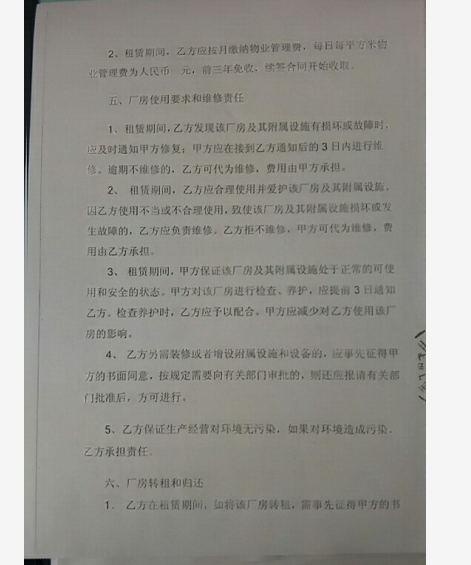 2、租赁期间，乙方应按月缴纳物业管理费，每日每平方米物
业管理费为人民币 元，前三年免收，续签合同开始收取。
五、厂房使用要求和维修责任
1、租赁期间，乙方发现该厂房及其附属设施有损坏或故障时，
应及时通知甲方修复；甲方应在接到乙方通知后的3日内进行维
修。逾期不维修的，乙方可代为维修，费用由甲方承担。
2、 租赁期间，乙方应合理使用并爱护该厂房及其附属设施。
因乙方使用不当或不合理使用，致使该厂房及其附属设施损坏或发
生故障的，乙方应负责维修。乙方拒不维修，甲方可代为维修，费
用由乙方承担。
3、 租赁期间，甲方保证该厂房及其附属设施处于正常的可使
用和安全的状态。甲方对该厂房进行检查、养护，应提前3日通知
乙方。检查养护时，乙方应予以配合。甲方应减少对乙方使用该厂
房的影响。
4、 乙方另需装修或者增设附属设施和设备的，应事先征得甲
方的书面同意，按规定需要向有关部门审批的，则还应报请有关部
门批准后，方可进行。
5、乙方保证生产经营对环境无污染，如果对环境造成污染，
乙方承担责任。
六、厂房转租和归还
1. 乙方在租赁期间，如将该厂房转租，需事先征得甲方的书